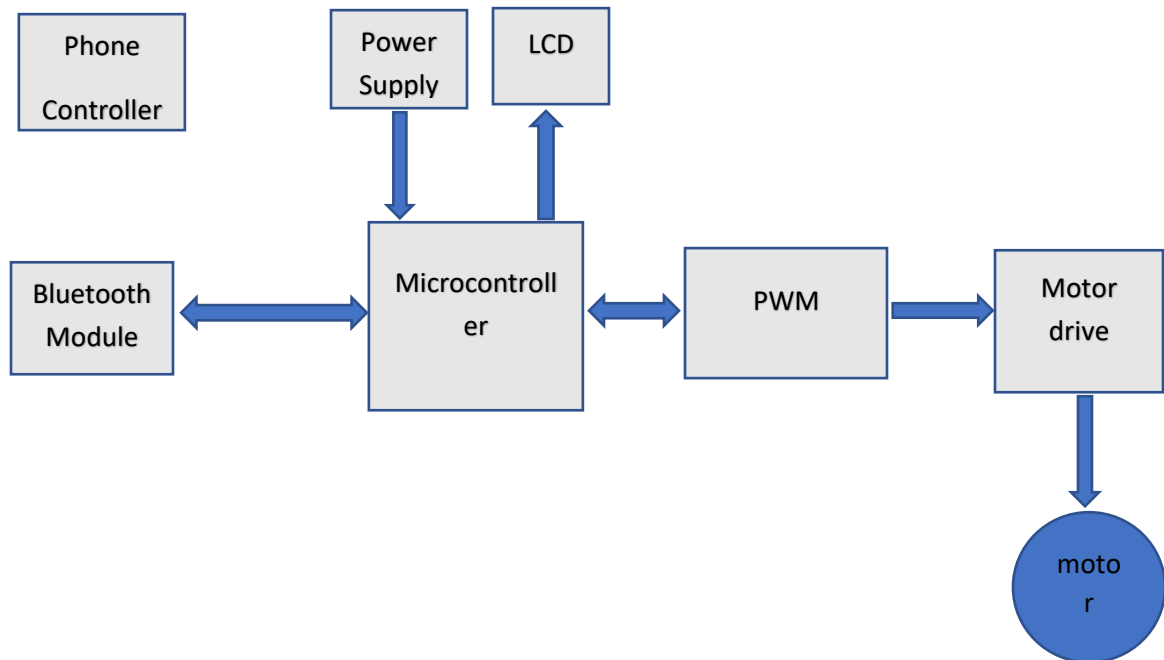 Phone
Controller
Power
Supply
LCD
Bluetooth
Module
Microcontroll
er
PWM
Motor
drive
moto
r